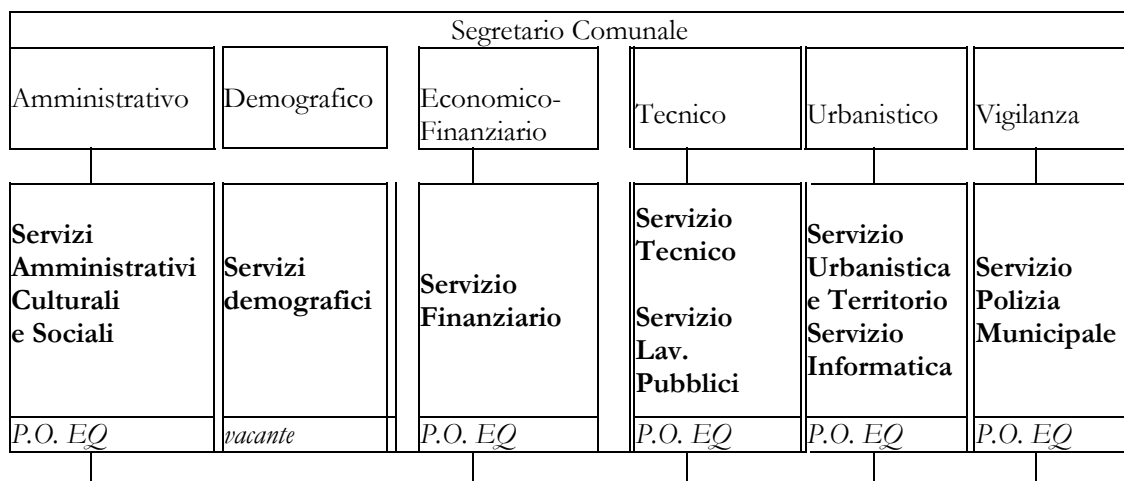 Segretario Comunale
Amministrativo
Demografico
Economico-
Finanziario
Tecnico
Urbanistico
Vigilanza
Servizi
Amministrativi
Culturali
e Sociali
Servizi
demografici
Servizio
Finanziario
Servizio
Tecnico
Servizio
Lav.
Pubblici
Servizio
Urbanistica
e Territorio
Servizio
Informatica
Servizio
Polizia
Municipale
P.O. EQ
vacante
P.O. EQ
P.O. EQ
P.O. EQ
P.O. EQ